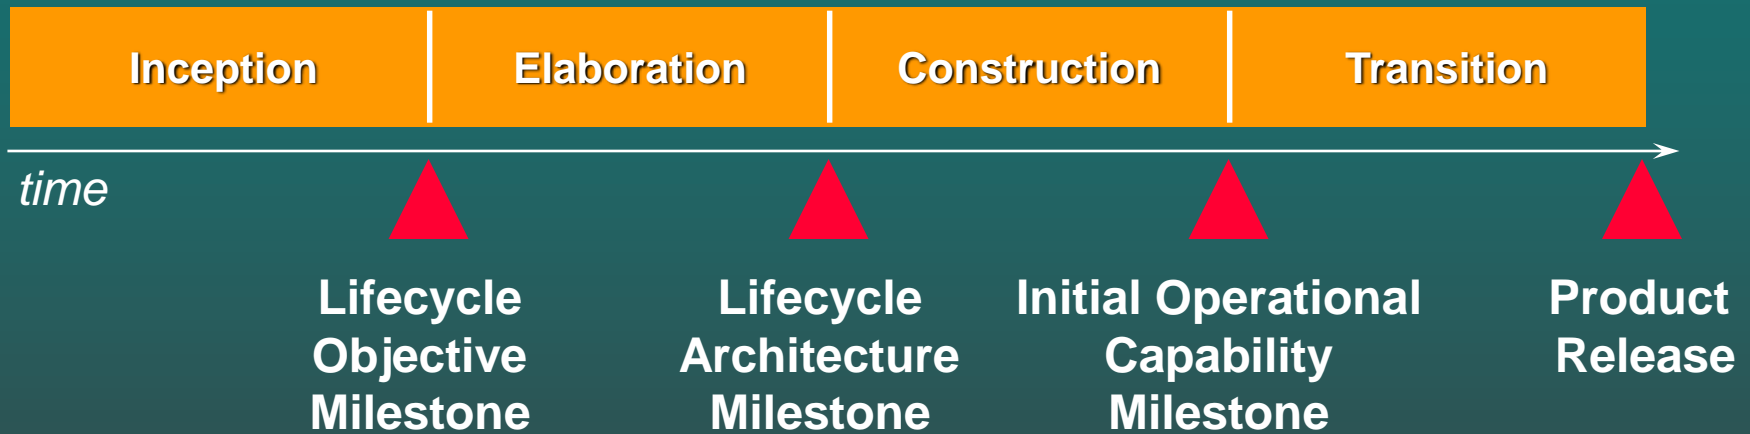 Inception Elaboration Construction Transition
time
Lifecycle
Objective
Milestone
Lifecycle
Architecture
Milestone
Initial Operational
Capability
Milestone
Product
Release